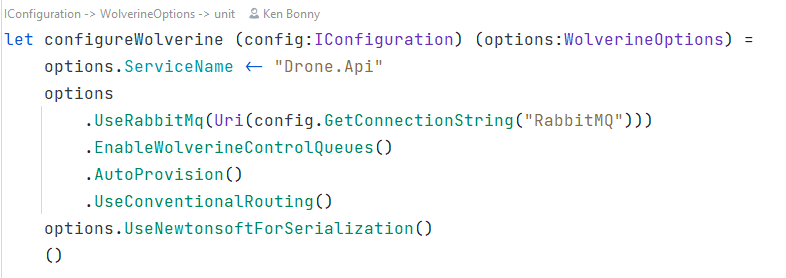 IConfiguration -> WolverineOptions -> unit Ken Bonny
let configureWolverine (config:IConfiguration) (options:WolverineOptions) =
    options.ServiceName <- "Drone.Api"
    options
        .UseRabbitMq(Uri(config.GetConnectionString("RabbitMQ")))
        .EnableWolverineControlQueues()
        .AutoProvision()
        .UseConventionalRouting()
    options.UseNewtonsoftForSerialization()
    ()